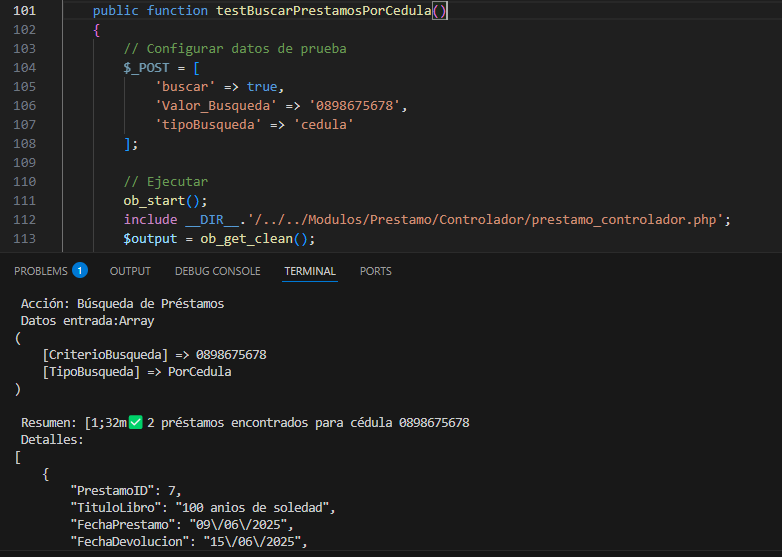 101 public function testBuscarPrestamosPorCedula()
102 {
103 // Configurar datos de prueba
104 $_POST = [
105 'buscar' => true,
106 'Valor_Busqueda' => '0898675678',
107 'tipoBusqueda' => 'cedula'
108 ];
109
110 // Ejecutar
111 ob_start();
112 include __DIR__.'/../../Modulos/Prestamo/Controlador/prestamo_controlador.php';
113 $output = ob_get_clean();
PROBLEMS 1 OUTPUT DEBUG CONSOLE TERMINAL PORTS
Acción: Búsqueda de Préstamos
Datos entrada:Array
(
[CriterioBusqueda] => 0898675678
[TipoBusqueda] => PorCedula
)
Resumen: [1;32m✅ 2 préstamos encontrados para cédula 0898675678
Detalles:
[
{
"PrestamoID": 7,
"TituloLibro": "100 anios de soledad",
"FechaPrestamo": "09\/06\/2025",
"FechaDevolucion": "15\/06\/2025",